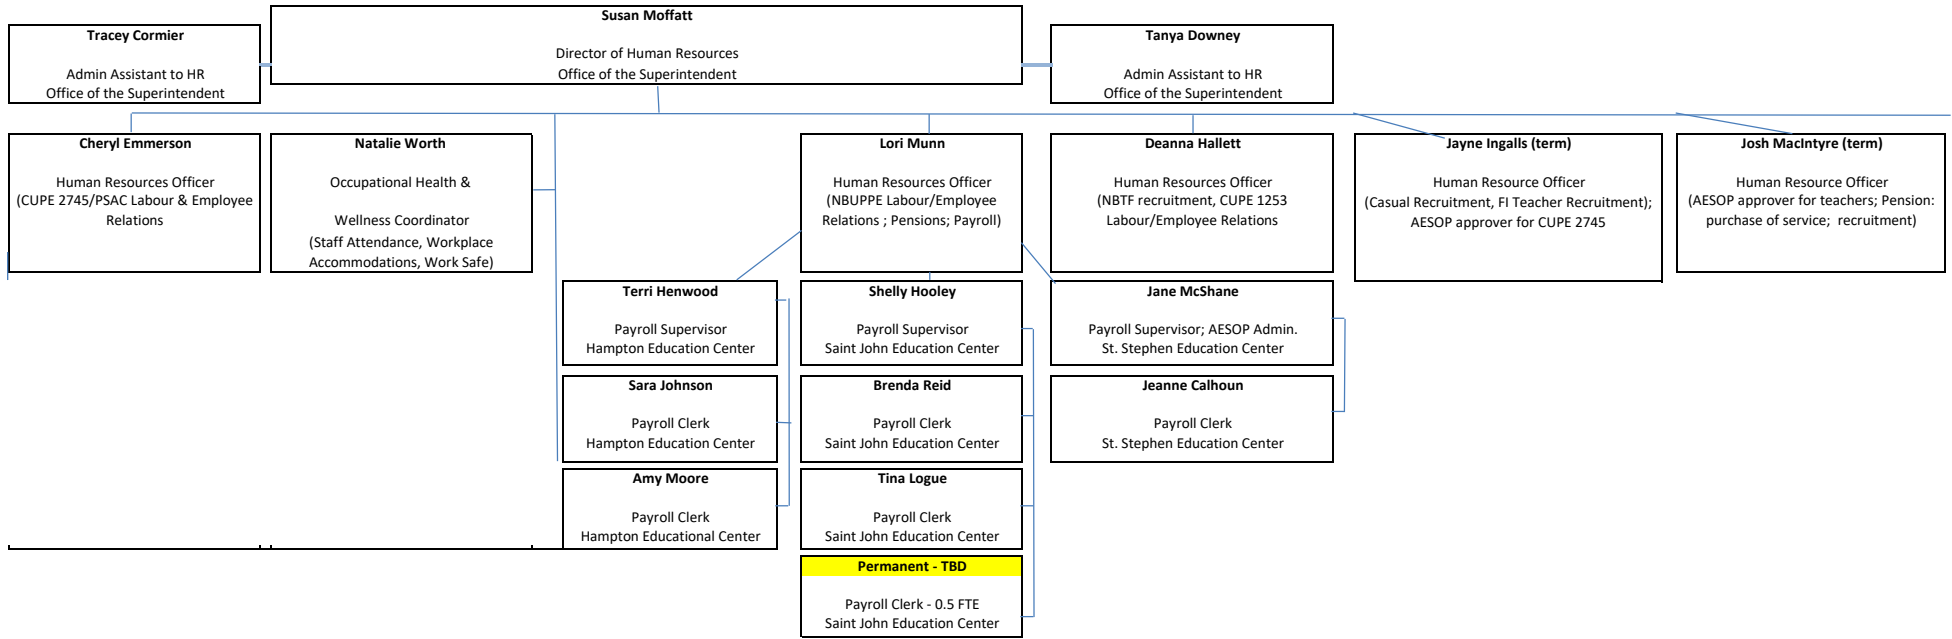 Susan Moffatt
Director of Human Resources
Office of the Superintendent
Tracey Cormier
Admin Assistant to HR
Office of the Superintendent
Tanya Downey
Admin Assistant to HR
Office of the Superintendent
Cheryl Emmerson
Human Resources Officer
(CUPE 2745/PSAC Labour & Employee
Relations
Natalie Worth
Occupational Health &
Wellness Coordinator
(Staff Attendance, Workplace
Accommodations, Work Safe)
Lori Munn
Human Resources Officer
(NBUPPE Labour/Employee
Relations ; Pensions; Payroll)
Deanna Hallett
Human Resources Officer
(NBTF recruitment, CUPE 1253
Labour/Employee Relations
Jayne Ingalls (term)
Human Resource Officer
(Casual Recruitment, FI Teacher Recruitment);
AESOP approver for CUPE 2745
Josh MacIntyre (term)
Human Resource Officer
(AESOP approver for teachers; Pension:
purchase of service;  recruitment)
Terri Henwood
Payroll Supervisor
Hampton Education Center
Shelly Hooley
Payroll Supervisor
Saint John Education Center
Jane McShane
Payroll Supervisor; AESOP Admin.
St. Stephen Education Center
Sara Johnson
Payroll Clerk
Hampton Education Center
Brenda Reid
Payroll Clerk
Saint John Education Center
Jeanne Calhoun
Payroll Clerk
St. Stephen Education Center
Amy Moore
Payroll Clerk
Hampton Educational Center
Tina Logue
Payroll Clerk
Saint John Education Center
Permanent - TBD
Payroll Clerk - 0.5 FTE
Saint John Education Center